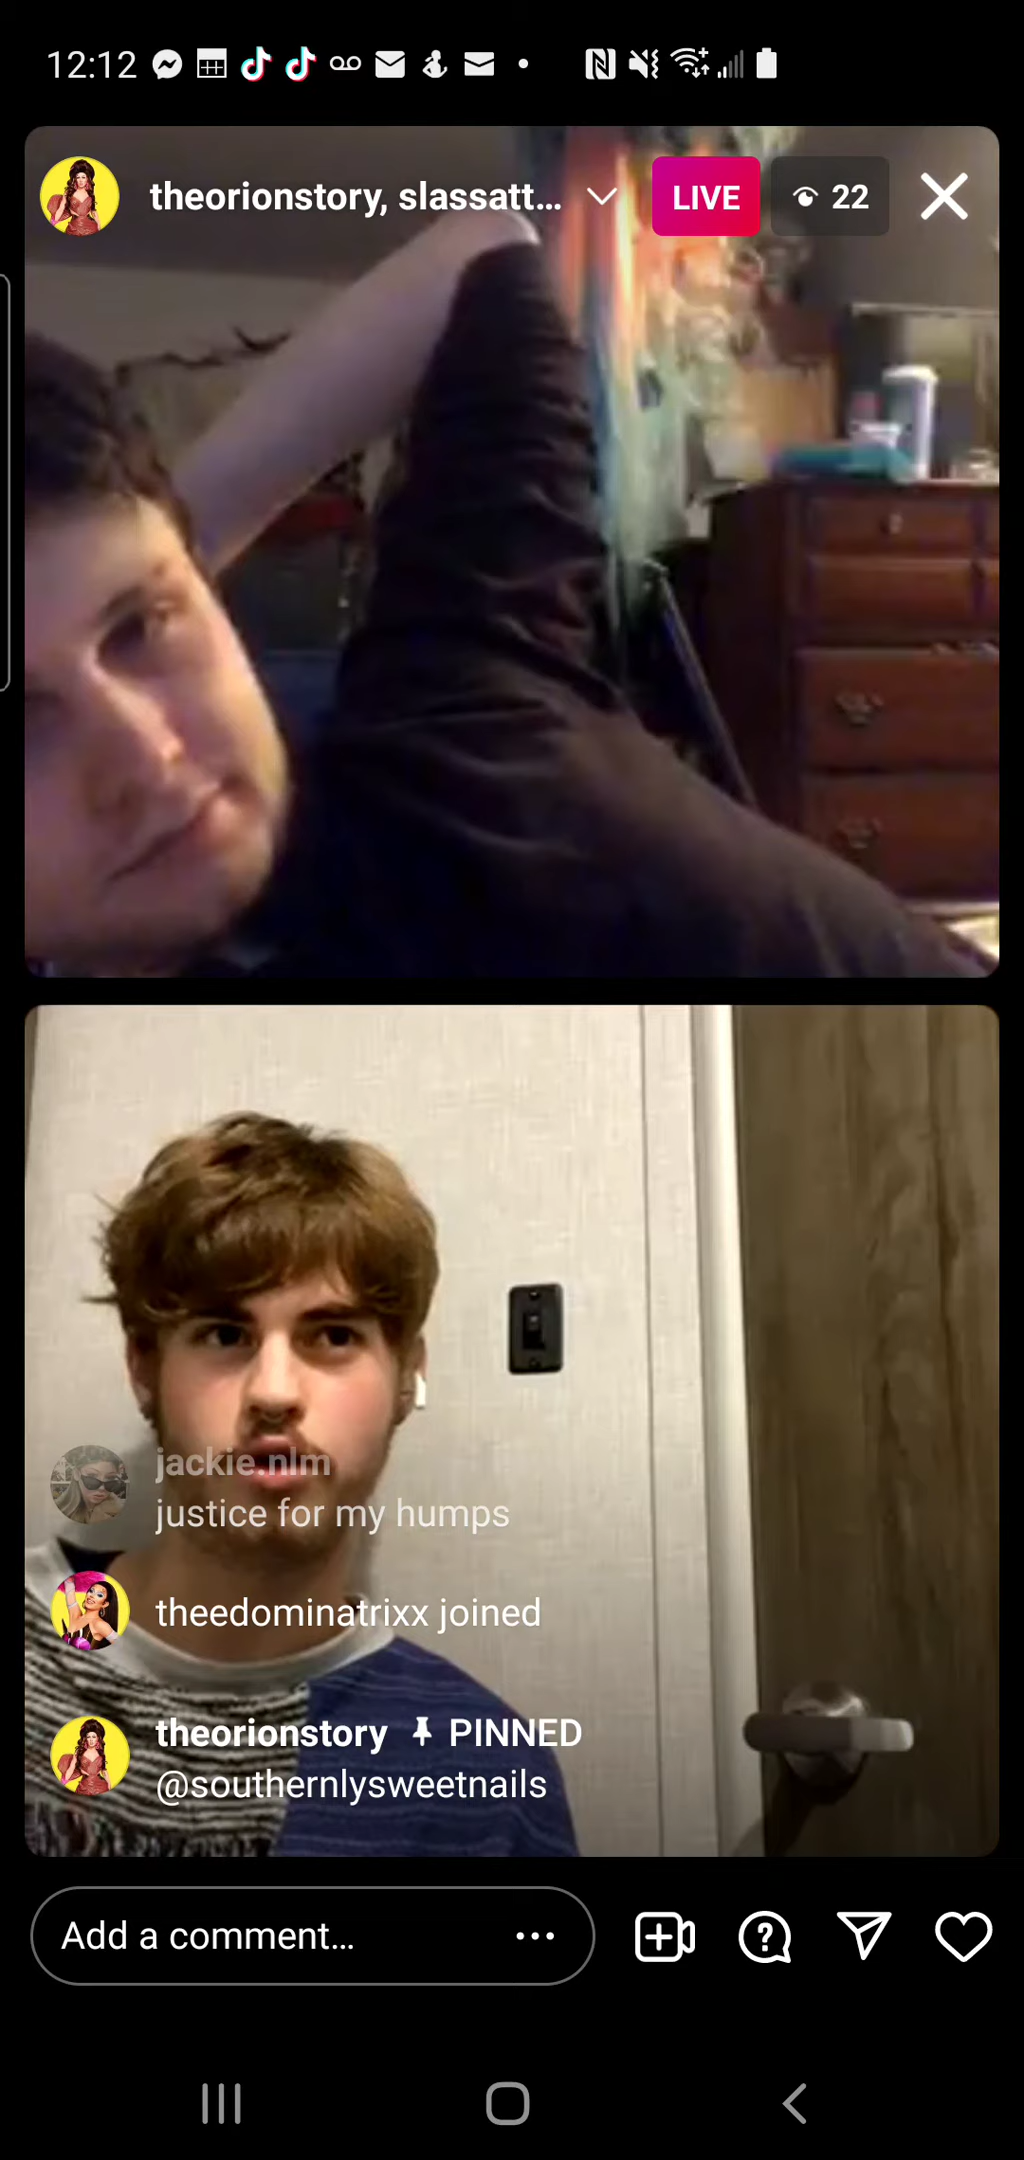 12:12
theorionstory, slassatt...
LIVE
22
jackie.nlm
justice for my humps
theedominatrixx joined
theorionstory PINNED
@southernlysweetnails
Add a comment...